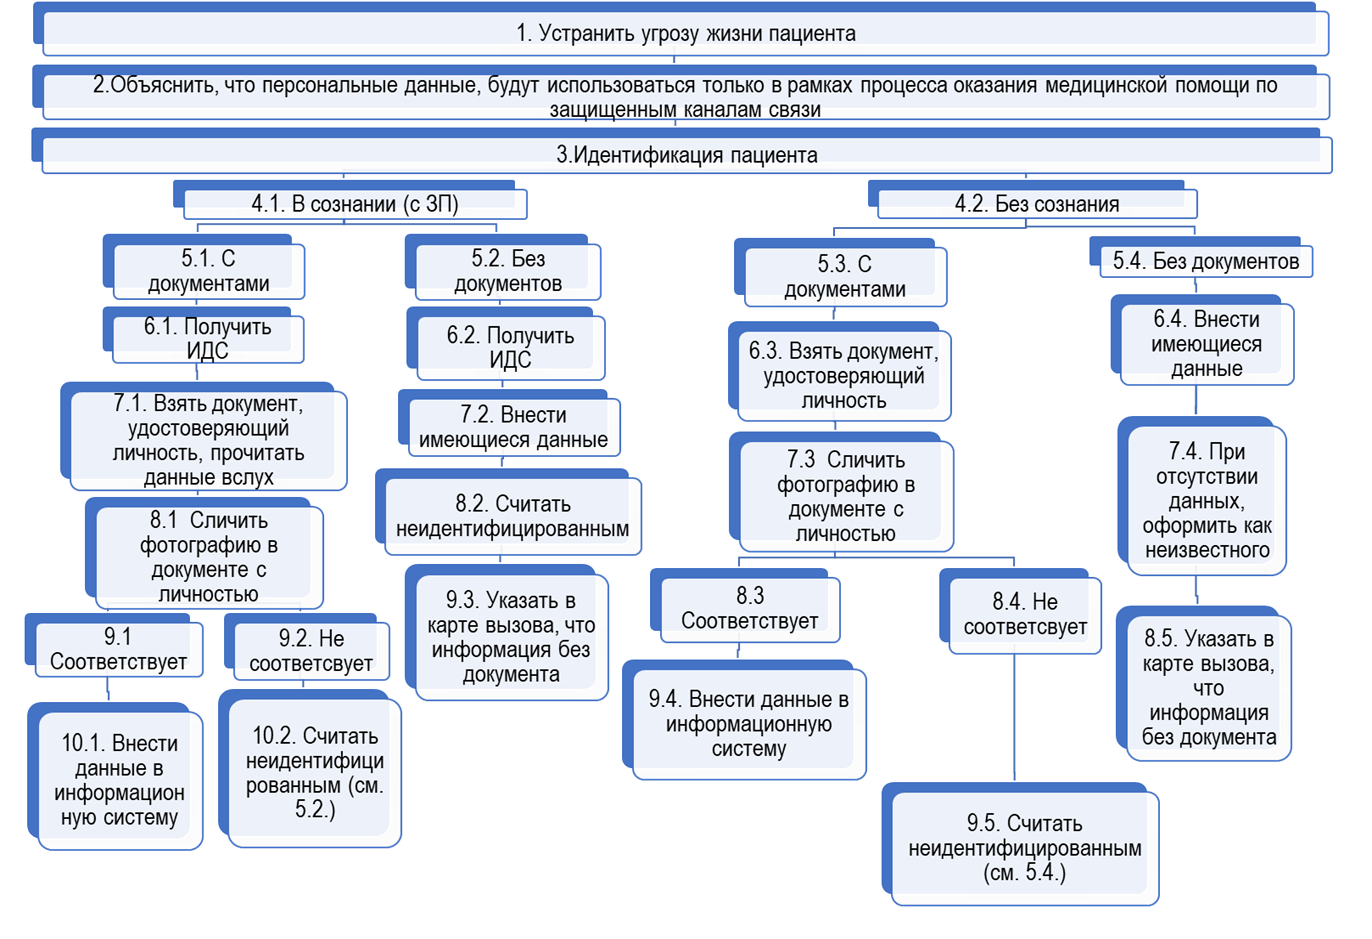 1. Устранить угрозу жизни пациента
2.Объяснить, что персональные данные, будут использоваться только в рамках процесса оказания медицинской помощи по
защищенным каналам связи
3.Идентификация пациента
4.1. В сознании (с ЗП)
4.2. Без сознания
5.1. С
документами
5.2. Без
документов
5.3. С
документами
5.4. Без документов
6.1. Получить
ИДС
6.2. Получить
ИДС
6.3. Взять документ,
удостоверяющий
личность
6.4. Внести
имеющиеся
данные
7.1. Взять документ,
удостоверяющий
личность, прочитать
данные вслух
7.2. Внести
имеющиеся данные
7.3 Сличить
фотографию в
документе с
личностью
7.4. При
отсутствии
данных,
оформить как
неизвестного
8.1 Сличить
фотографию в
документе с
личностью
8.2. Считать
неидентифицированным
8.3
Соответствует
8.4. Не
соответсвует
8.5. Указать в
карте вызова,
что
информация
без документа
9.1
Соответствует
9.2. Не
соответсвует
9.3. Указать в
карте вызова, что
информация без
документа
9.4. Внести данные в
информационную
систему
9.5. Считать
неидентифицированным
(см. 5.4.)
10.1. Внести
данные в
информацион
ную систему
10.2. Считать
неидентифици
рованным (см.
5.2.)